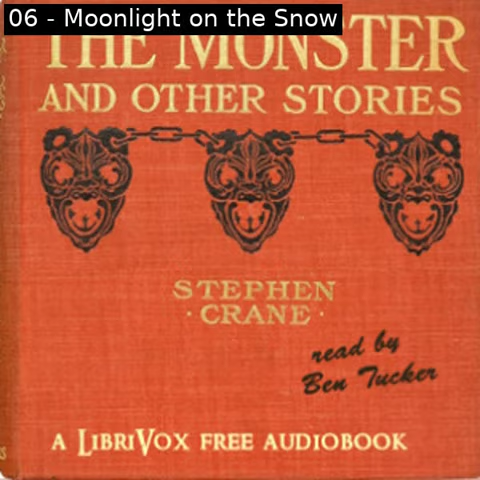 06 - Moonlight on the Snow
THE MONSTER
AND OTHER STORIES
STEPHEN
· CRANE ·
read by
Ben Tucker
A LIBRIVOX FREE AUDIOBOOK